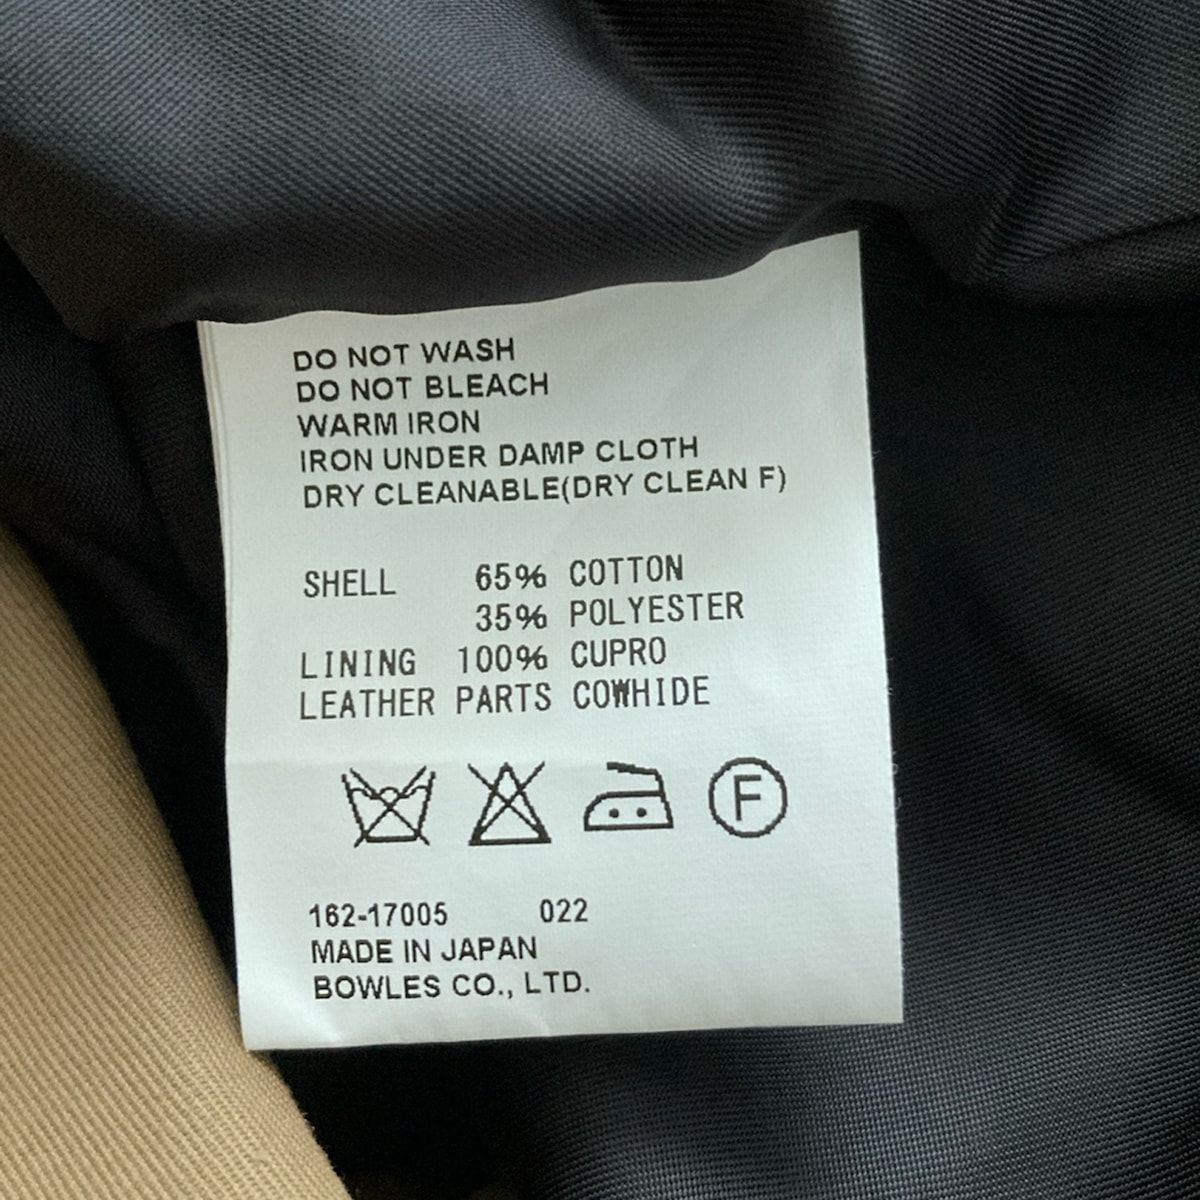 DO NOT WASH
DO NOT BLEACH
WARM IRON
IRON UNDER DAMP CLOTH
DRY CLEANABLE(DRY CLEAN F)
SHELL 65% COTTON
35% POLYESTER
LINING 100% CUPRO
LEATHER PARTS COWHIDE
F
162-17005 022
MADE IN JAPAN
BOWLES CO., LTD.